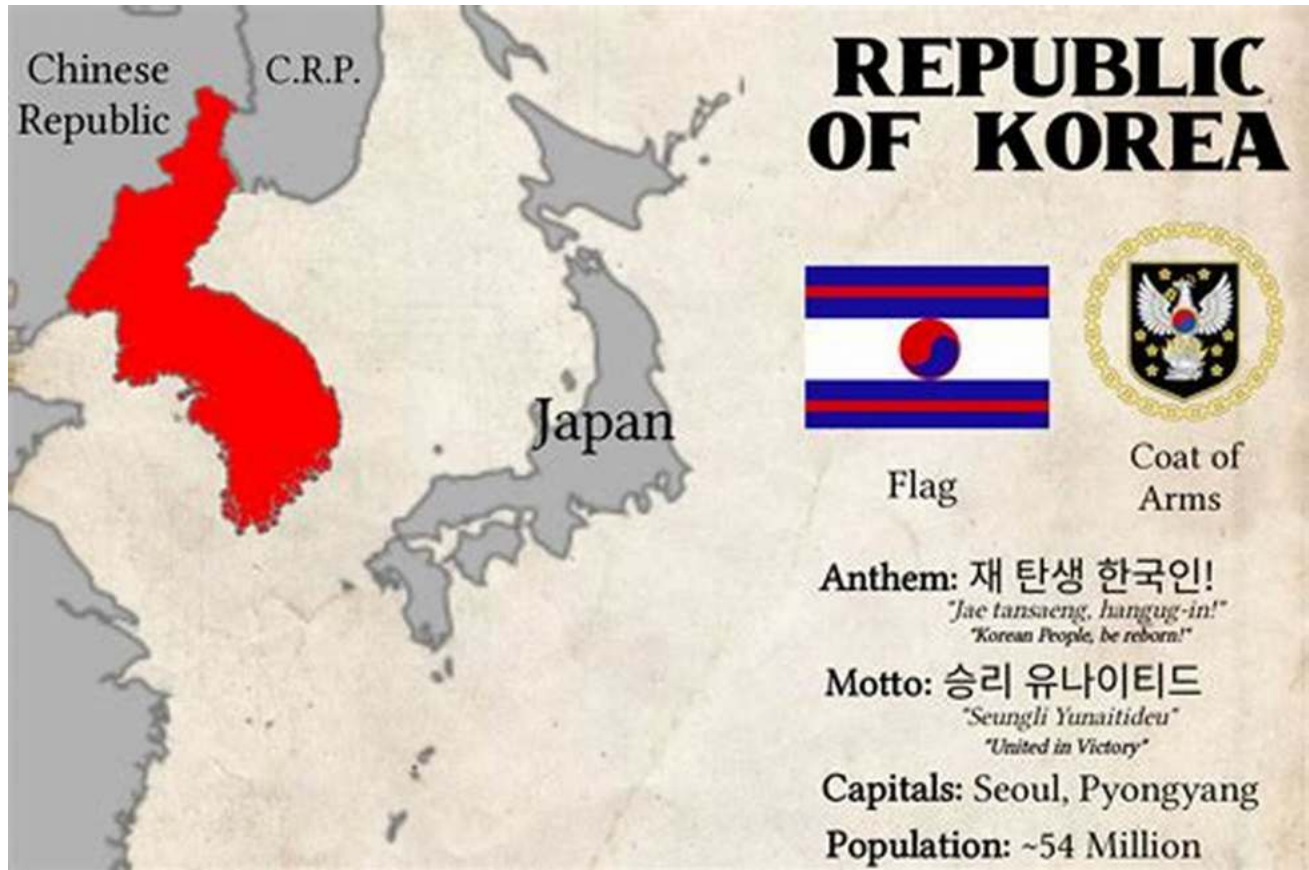 Chinese
Republic
C.R.P.
Japan
REPUBLIC
OF KOREA
Flag
Coat of
Arms
Anthem: 재 탄생 한국인!
"Jae tansaeng, hangug-in!"
"Korean People, be reborn!"
Motto: 승리 유나이티드
"Seungli Yunaitideu"
"United in Victory"
Capitals: Seoul, Pyongyang
Population: ~54 Million